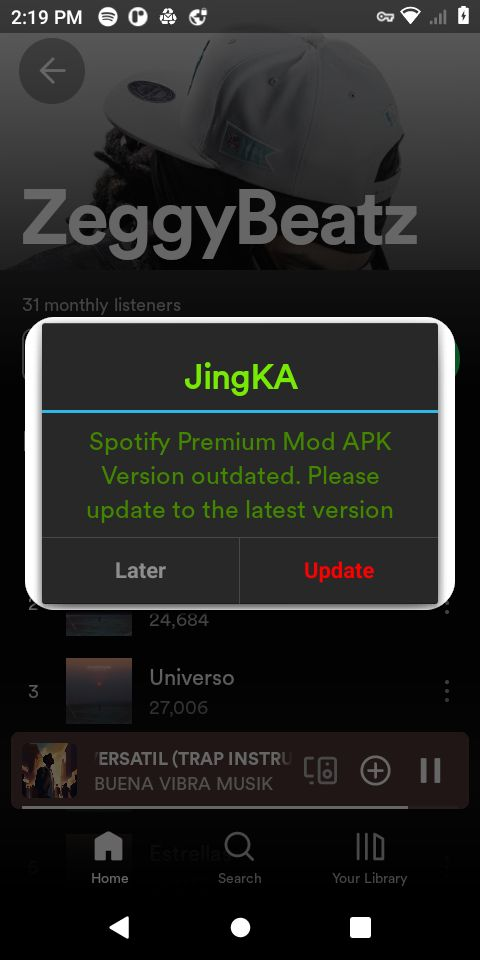 2:19 PM
ZeggyBeatz
31 monthly listeners
JingKA
Spotify Premium Mod APK
Version outdated. Please
update to the latest version
Later
Update
2
24,684
3
Universo
27,006
ERSATIL (TRAP INSTRU
BUENA VIBRA MUSIK
5
Estrellas
Home
Search
Your Library